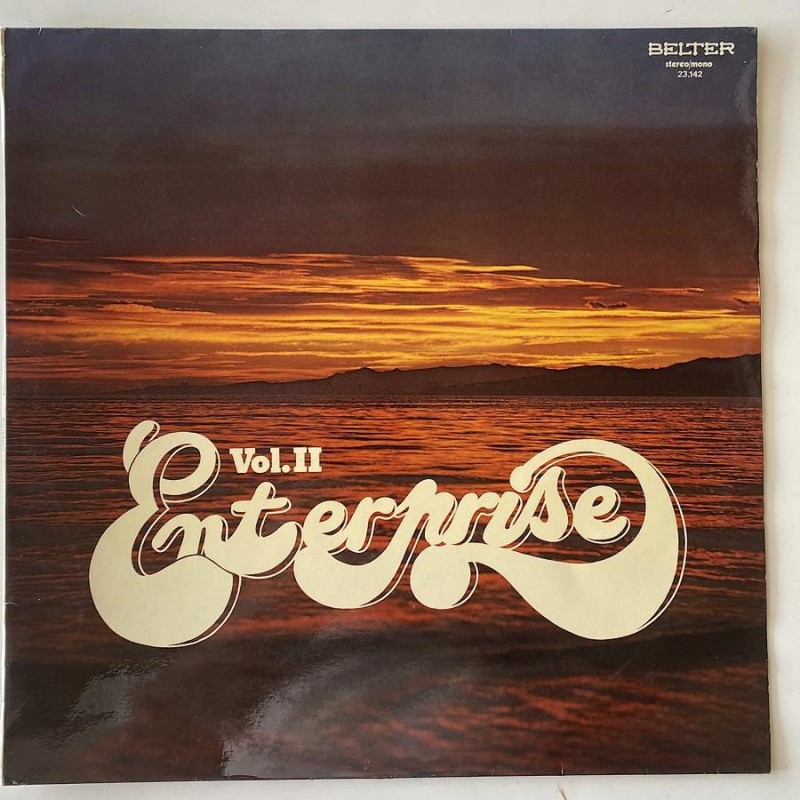 BELTER
stereo/mono
23.142
Vol. II
Enterprise